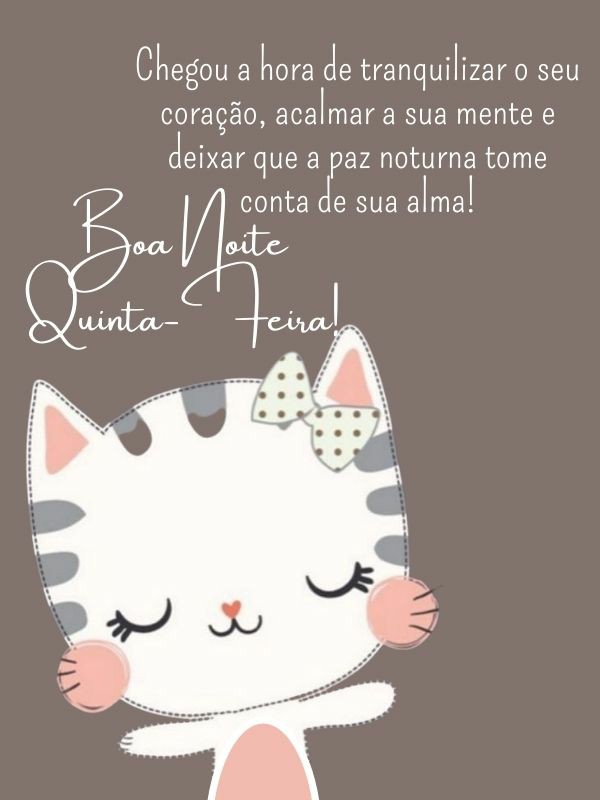 Chegou a hora de tranquilizar o seu
coração, acalmar a sua mente e
deixar que a paz noturna tome
conta de sua alma!
Boa Noite
Quinta- Feira!